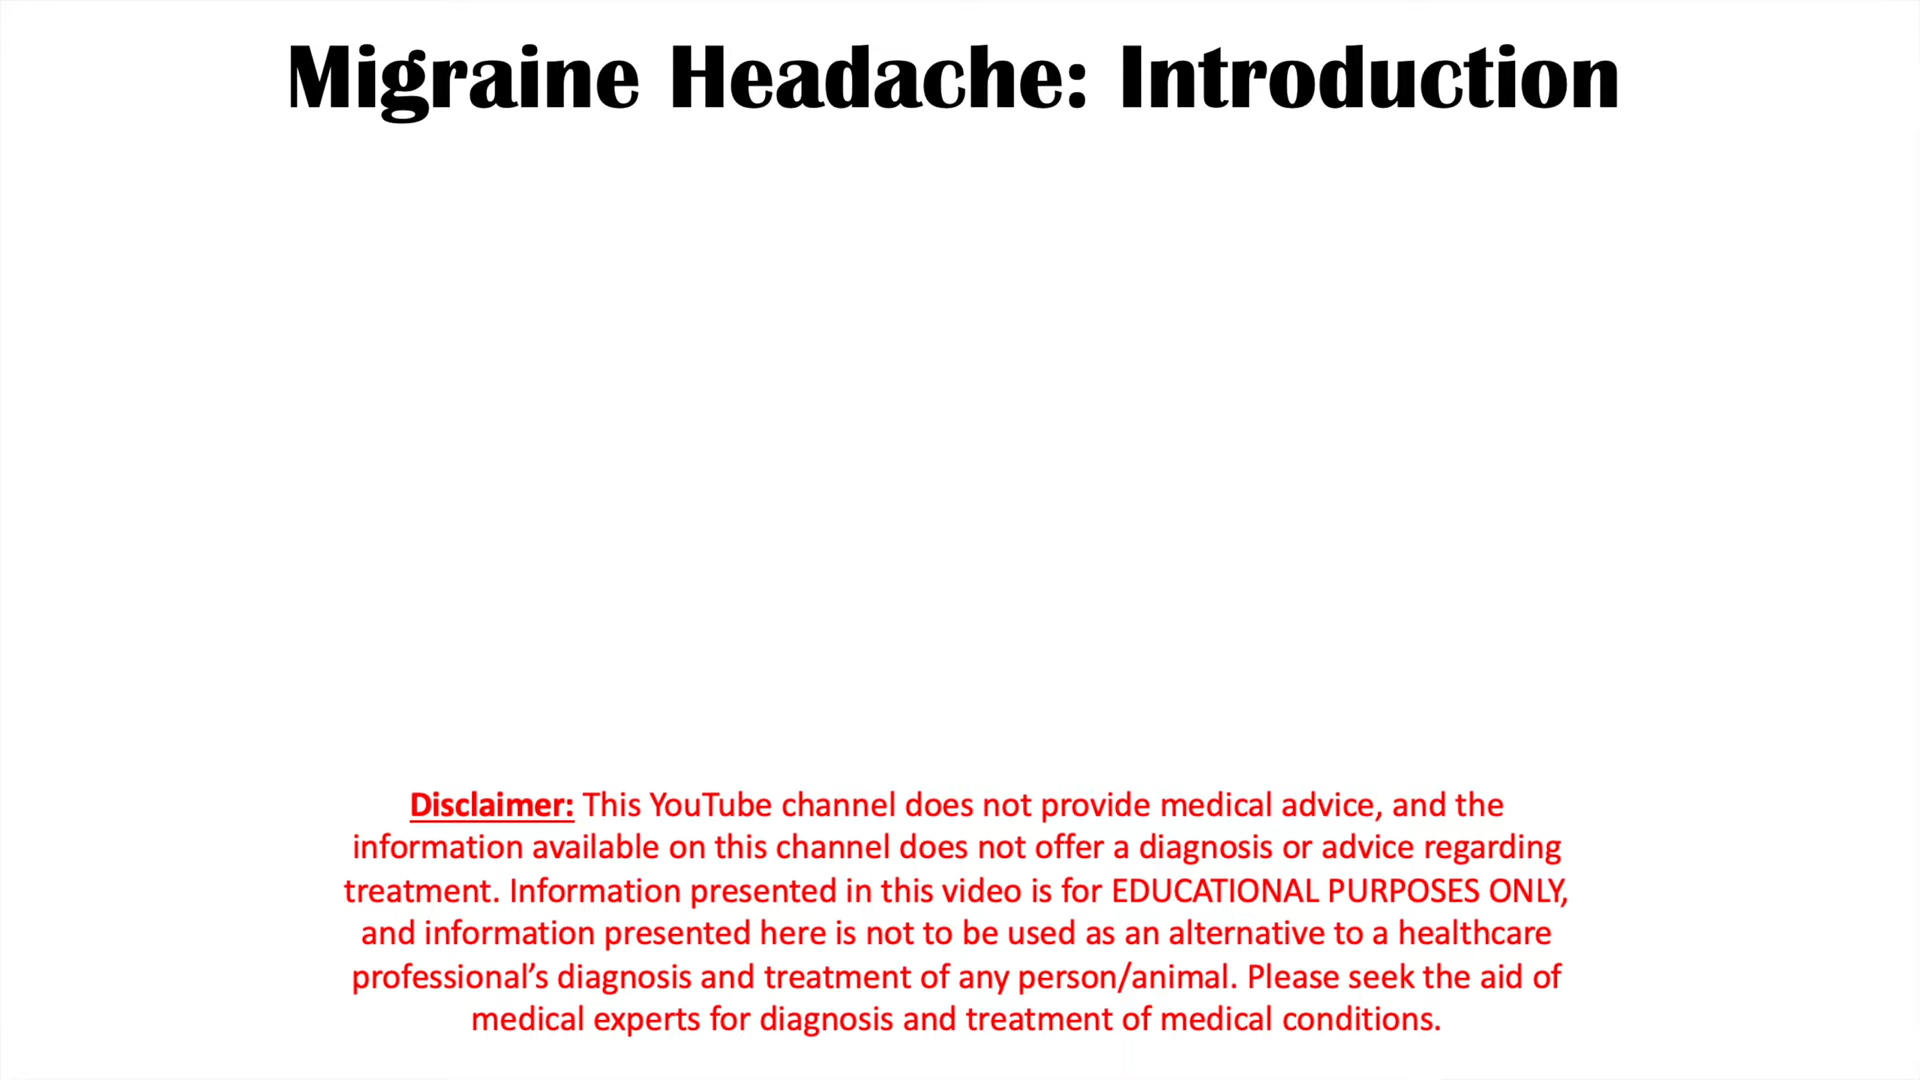 Migraine Headache: Introduction
Disclaimer: This YouTube channel does not provide medical advice, and the
information available on this channel does not offer a diagnosis or advice regarding
treatment. Information presented in this video is for EDUCATIONAL PURPOSES ONLY,
and information presented here is not to be used as an alternative to a healthcare
professional’s diagnosis and treatment of any person/animal. Please seek the aid of
medical experts for diagnosis and treatment of medical conditions.